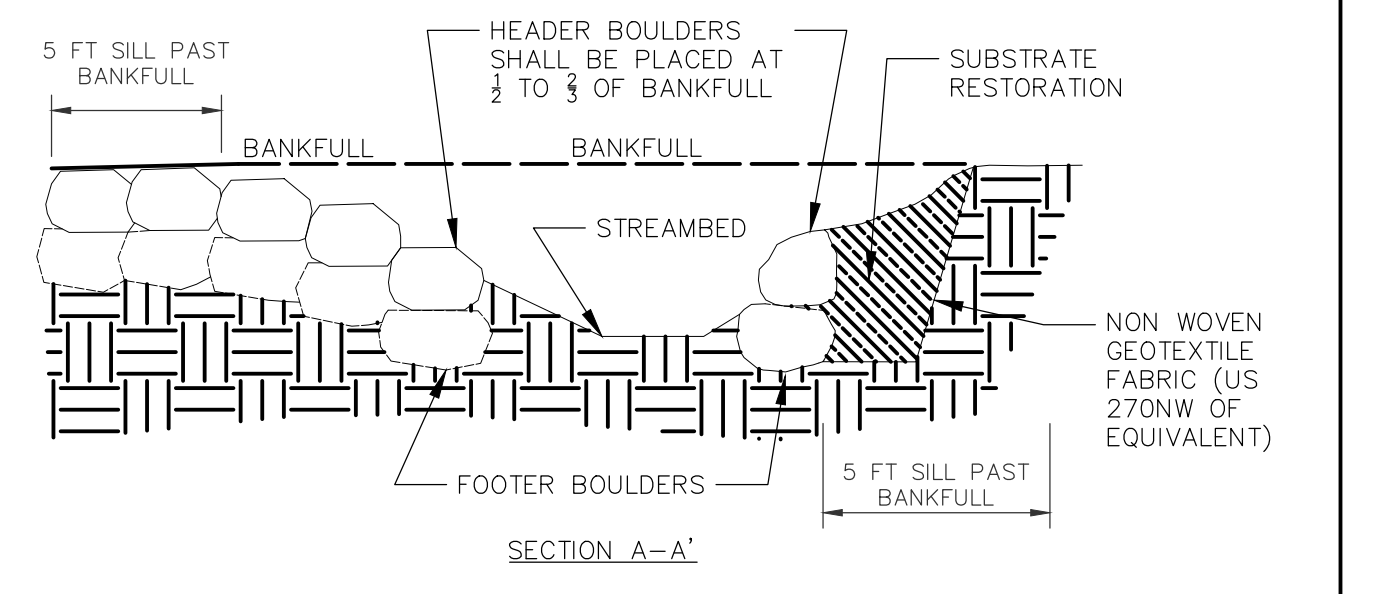 HEADER BOULDERS
SHALL BE PLACED AT
½ TO ⅔ OF BANKFULL
5 FT SILL PAST
BANKFULL
SUBSTRATE
RESTORATION
BANKFULL
BANKFULL
STREAMBED
NON WOVEN
GEOTEXTILE
FABRIC (US
270NW OF
EQUIVALENT)
FOOTER BOULDERS
5 FT SILL PAST
BANKFULL
SECTION A-A'